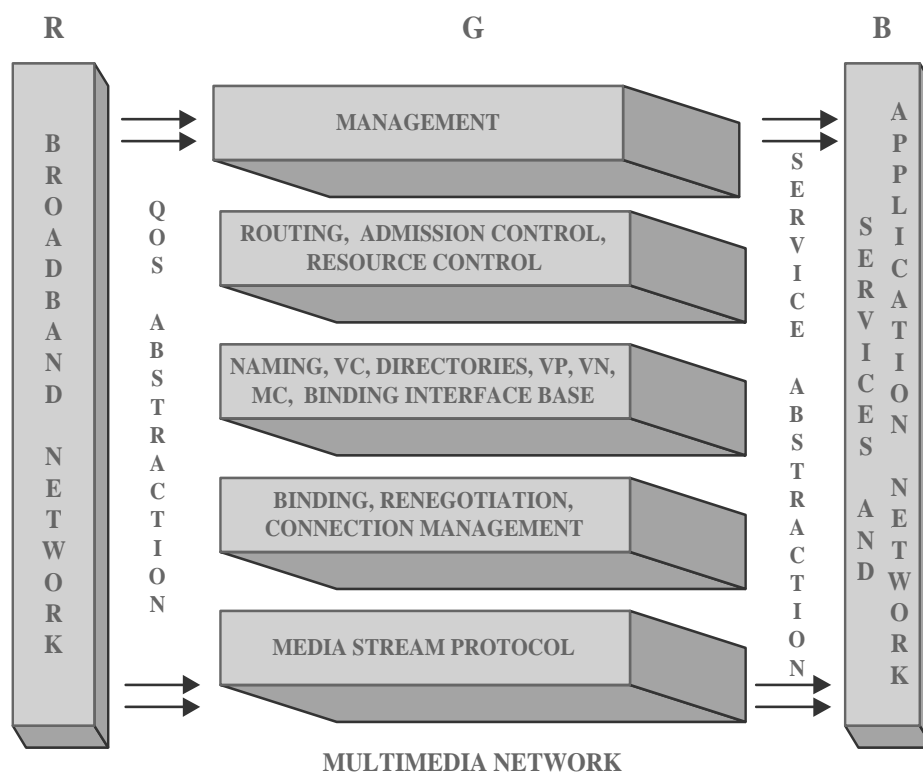 R
G
B
BROADBAND NETWORK
QOS ABSTRACTION
MANAGEMENT
ROUTING, ADMISSION CONTROL,
RESOURCE CONTROL
NAMING, VC, DIRECTORIES, VP, VN,
MC, BINDING INTERFACE BASE
BINDING, RENEGOTIATION,
CONNECTION MANAGEMENT
MEDIA STREAM PROTOCOL
SERVICE ABSTRACTION
SERVICES AND
APPLICATION NETWORK
MULTIMEDIA NETWORK